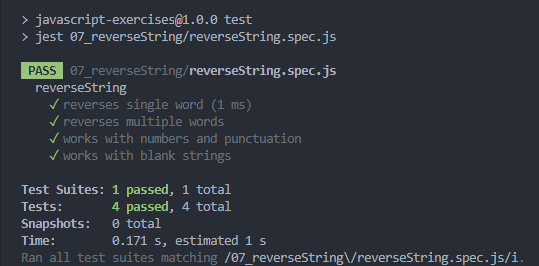 > javascript-exercises@1.0.0 test
> jest 07_reverseString/reverseString.spec.js
PASS 07_reverseString/reverseString.spec.js
reverseString
✓ reverses single word (1 ms)
✓ reverses multiple words
✓ works with numbers and punctuation
✓ works with blank strings
Test Suites: 1 passed, 1 total
Tests: 4 passed, 4 total
Snapshots: 0 total
Time: 0.171 s, estimated 1 s
Ran all test suites matching /07_reverseString\/reverseString.spec.js/i.